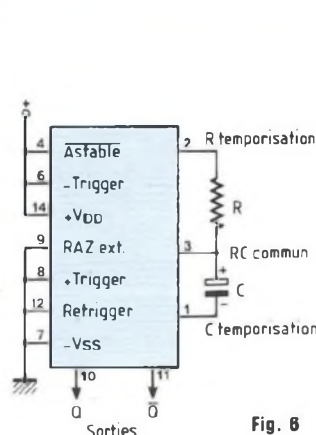 +
4 Astable 2 R temporisation
6 -Trigger
14 +VDD R
9 RAZ ext. 3 RC commun
8 +Trigger + C
12 Retrigger - 1 C temporisation
7 -VSS
10 11
Q Q̅
Sorties
Fig. 6